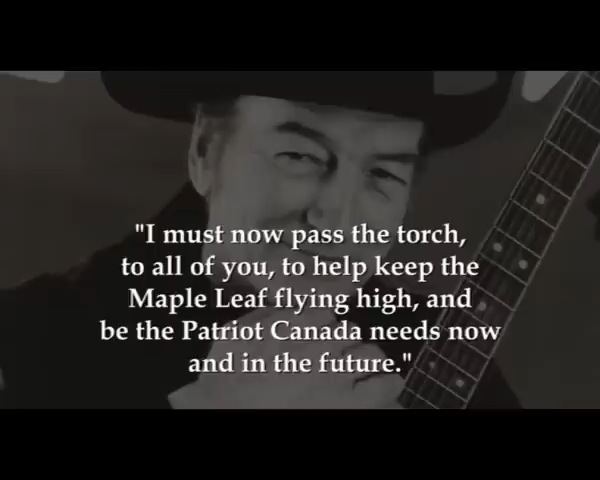 "I must now pass the torch,
to all of you, to help keep the
Maple Leaf flying high, and
be the Patriot Canada needs now
and in the future."